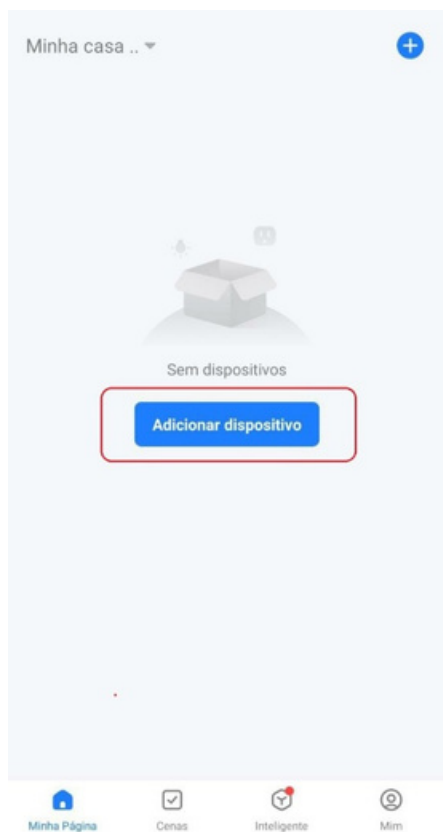 Minha casa ..
Sem dispositivos
Adicionar dispositivo
Minha Página
Cenas
Inteligente
Mim